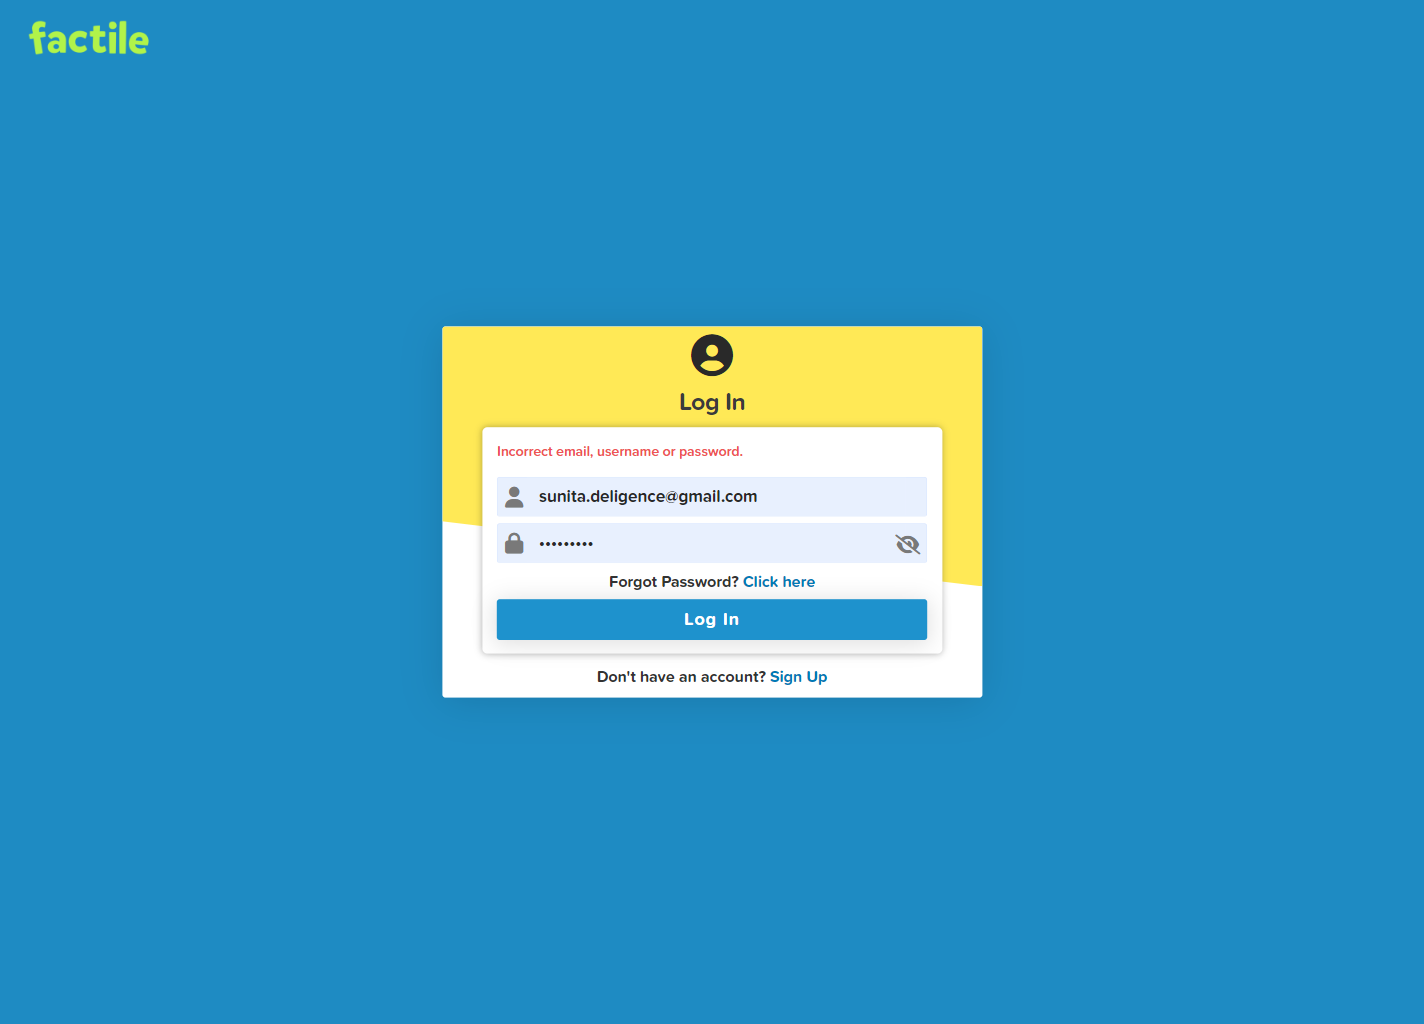 factile
Log In
Incorrect email, username or password.
sunita.deligence@gmail.com
•••••••••
Forgot Password? Click here
Log In
Don't have an account? Sign Up